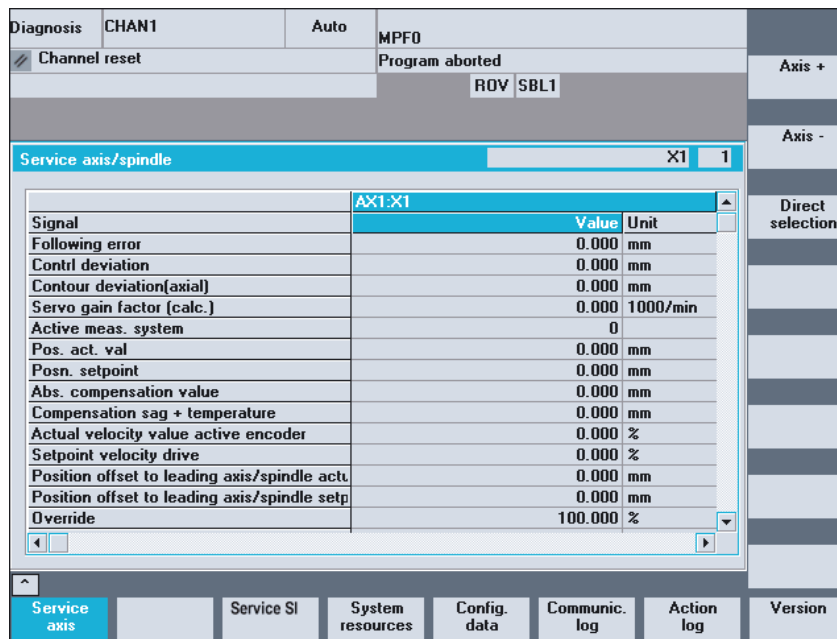 Diagnosis CHAN1 Auto MPF0
Channel reset Program aborted
ROV SBL1
Axis +
Axis -
Direct
selection
Service axis/spindle X1 1
AX1:X1
Signal Value Unit
Following error 0.000 mm
Contrl deviation 0.000 mm
Contour deviation(axial) 0.000 mm
Servo gain factor (calc.) 0.000 1000/min
Active meas. system 0
Pos. act. val 0.000 mm
Posn. setpoint 0.000 mm
Abs. compensation value 0.000 mm
Compensation sag + temperature 0.000 mm
Actual velocity value active encoder 0.000 %
Setpoint velocity drive 0.000 %
Position offset to leading axis/spindle actu 0.000 mm
Position offset to leading axis/spindle setp 0.000 mm
Override 100.000 %
^
Service
axis
Service SI
System
resources
Config.
data
Communic.
log
Action
log
Version